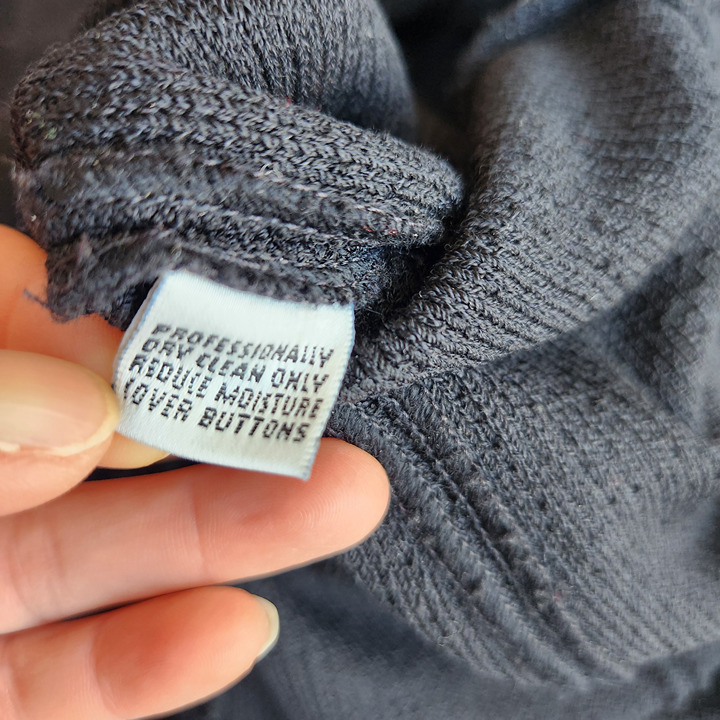 PROFESSIONALLY
DRY CLEAN ONLY
REDUCE MOISTURE
COVER BUTTONS